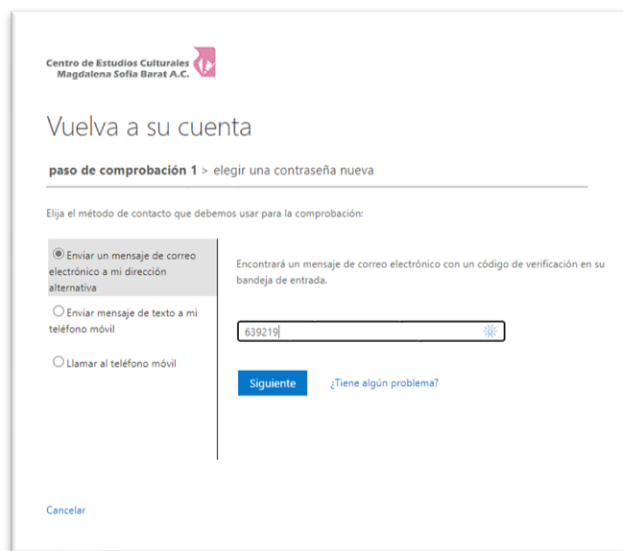 Centro de Estudios Culturales
Magdalena Sofía Barat A.C.
Vuelva a su cuenta
paso de comprobación 1 > elegir una contraseña nueva
Elija el método de contacto que debemos usar para la comprobación:
Enviar un mensaje de correo
electrónico a mi dirección
alternativa
Enviar mensaje de texto a mi
teléfono móvil
Llamar al teléfono móvil
Encontrará un mensaje de correo electrónico con un código de verificación en su
bandeja de entrada.
639219
Siguiente
¿Tiene algún problema?
Cancelar